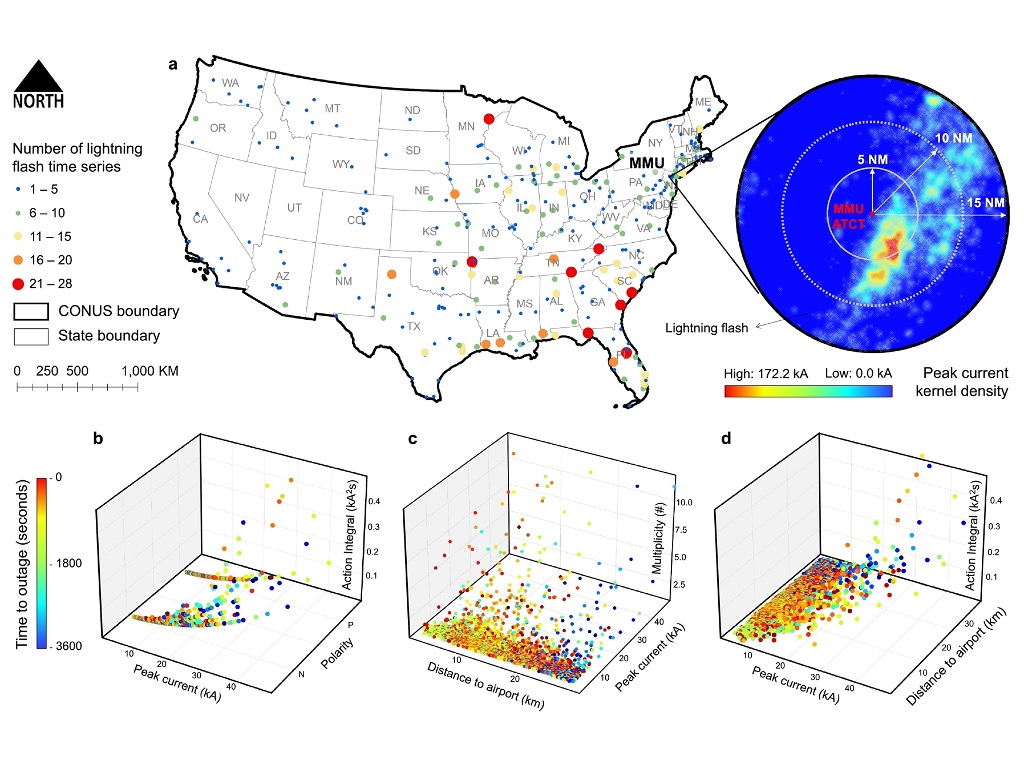 a
NORTH
Number of lightning
flash time series
1 – 5
6 – 10
11 – 15
16 – 20
21 – 28
CONUS boundary
State boundary
0 250 500 1,000 KM
WA
OR
ID
MT
ND
MN
SD
WY
NV
UT
CA
CO
NE
IA
WI
MI
IL
IN
OH
KS
MO
KY
WV
VA
PA
NY
VT
NH
ME
MD
DE
AZ
NM
OK
AR
TN
NC
SC
MS
AL
GA
TX
LA
MMU
10 NM
5 NM
15 NM
MMU
ATCT
Lightning flash
High: 172.2 kA Low: 0.0 kA
Peak current
kernel density
b
Time to outage (seconds)
- 0
- 1800
- 3600
Action Integral (kA²s)
0.4
0.3
0.2
0.1
P
N
Polarity
10
20
30
40
Peak current (kA)
c
Multiplicity (#)
10.0
7.5
5.0
2.5
40
30
20
10
Peak current (kA)
10
20
Distance to airport (km)
d
Action Integral (kA²s)
0.4
0.3
0.2
0.1
30
20
10
Distance to airport (km)
10
20
30
40
Peak current (kA)